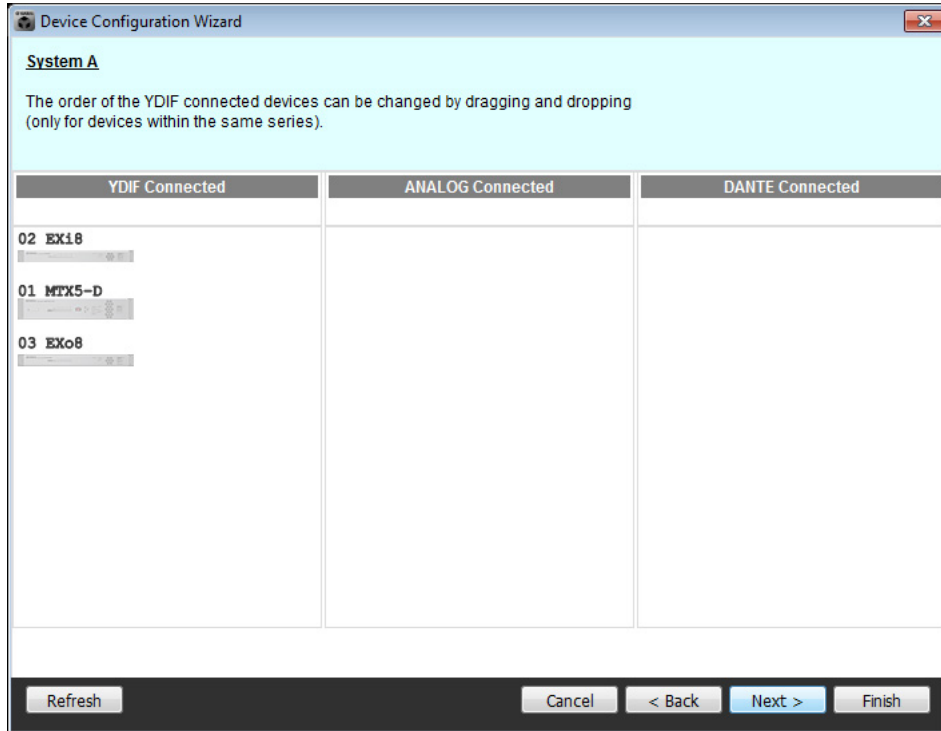 Device Configuration Wizard
System A
The order of the YDIF connected devices can be changed by dragging and dropping
(only for devices within the same series).
YDIF Connected
ANALOG Connected
DANTE Connected
02 EXi8
01 MTX5-D
03 EXo8
Refresh
Cancel
< Back
Next >
Finish